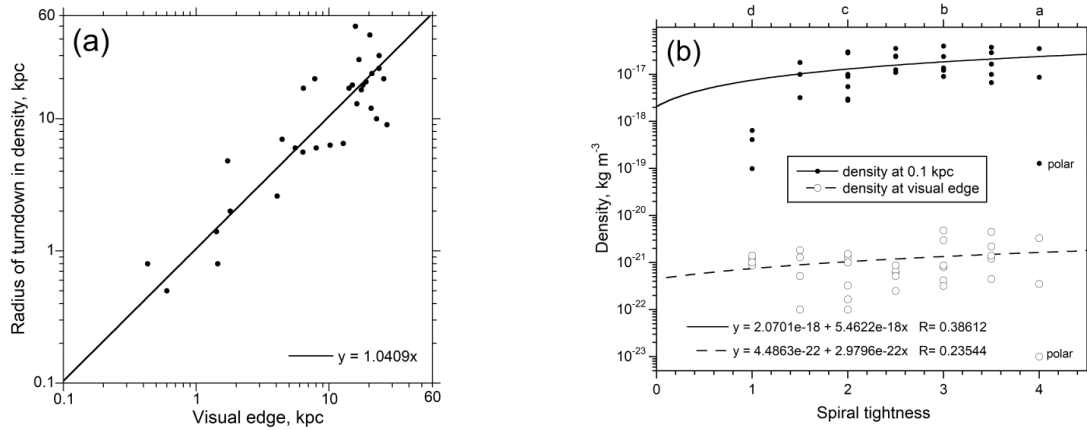 (a)
60
10
1
0.1
Radius of turndown in density, kpc
y = 1.0409x
0.1 1 10 60
Visual edge, kpc
d c b a
(b)
10-17
10-18
10-19
10-20
10-21
10-22
10-23
Density, kg m-3
polar
density at 0.1 kpc
density at visual edge
y = 2.0701e-18 + 5.4622e-18x R= 0.38612
y = 4.4863e-22 + 2.9796e-22x R= 0.23544
polar
0 1 2 3 4
Spiral tightness